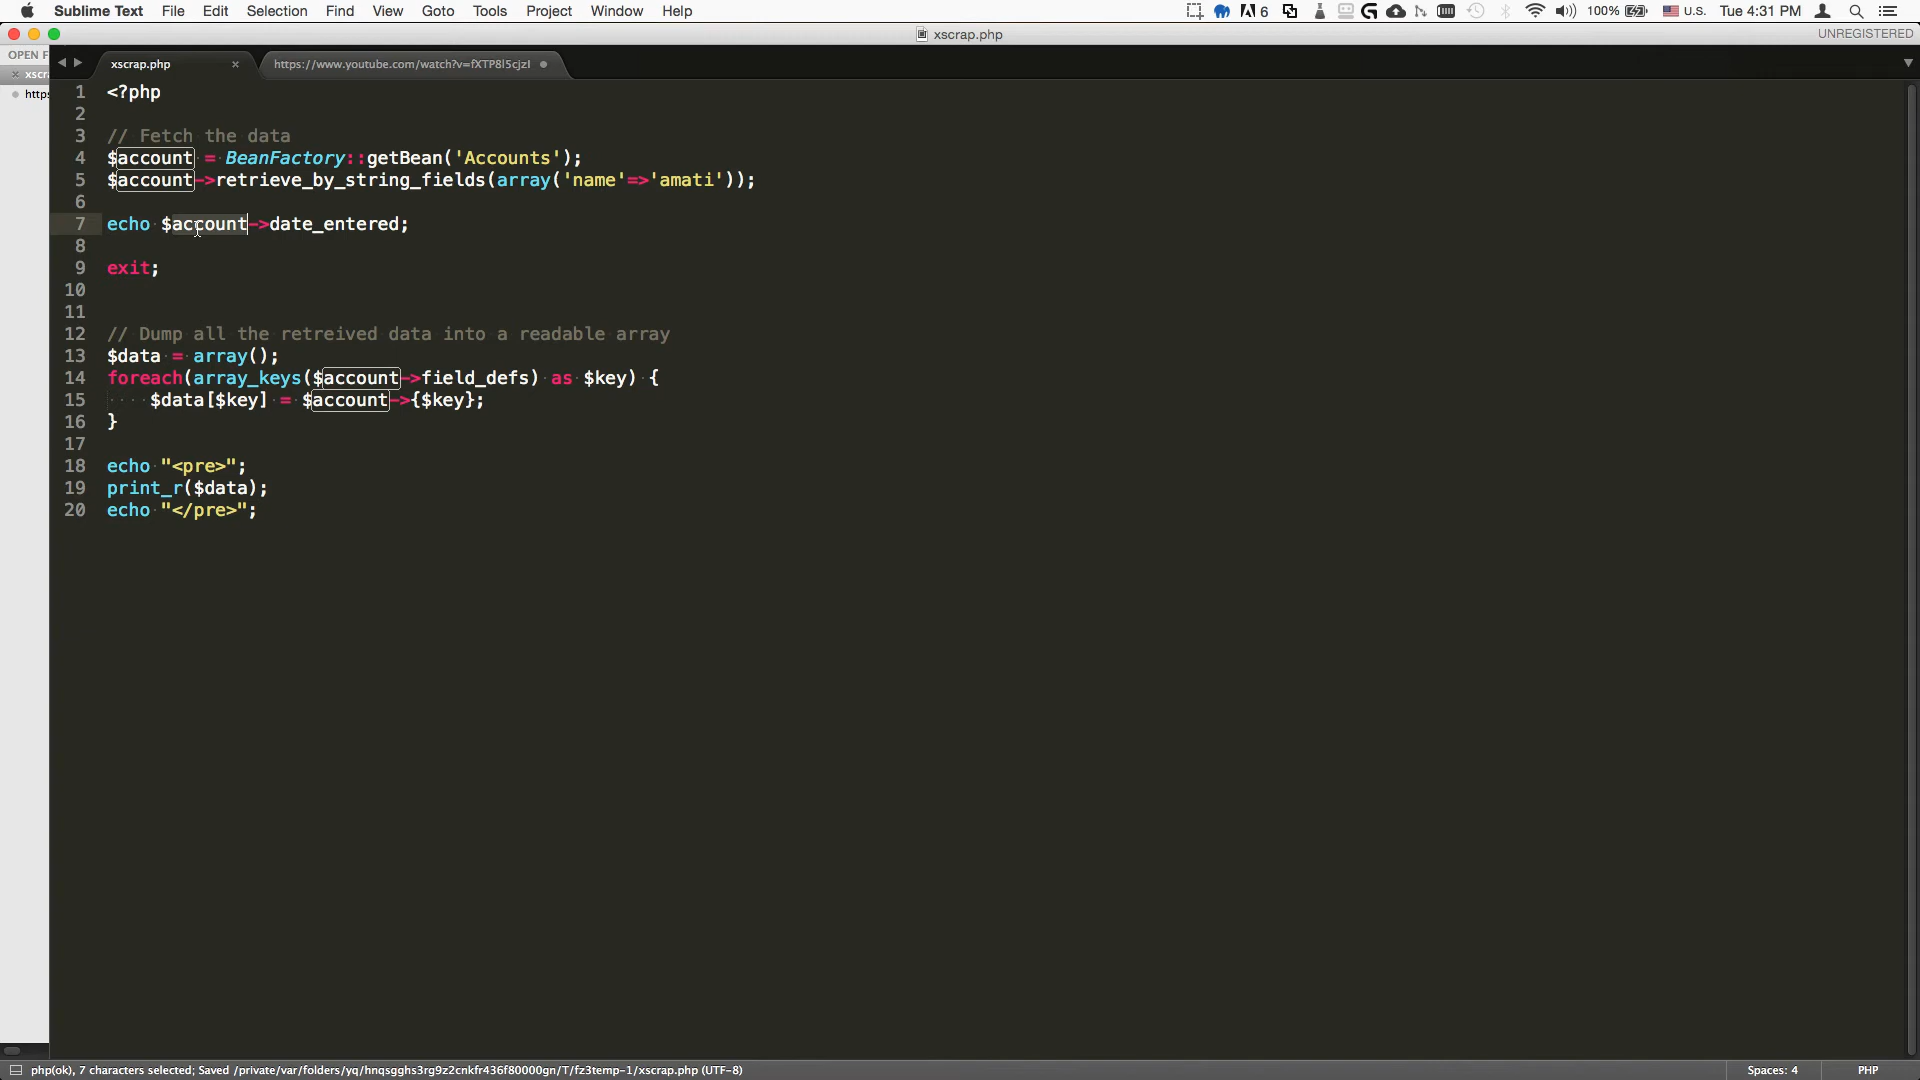 Sublime Text File Edit Selection Find View Goto Tools Project Window Help 6 100% U.S. Tue 4:31 PM
xscrap.php UNREGISTERED
OPEN F
xscrap.php × https://www.youtube.com/watch?v=fXTP8l5cjzI
× xscra
https
1 <?php
2
3 // Fetch the data
4 $account = BeanFactory::getBean('Accounts');
5 $account->retrieve_by_string_fields(array('name'=>'amati'));
6
7 echo $account->date_entered;
8
9 exit;
10
11
12 // Dump all the retreived data into a readable array
13 $data = array();
14 foreach(array_keys($account->field_defs) as $key) {
15 $data[$key] = $account->{$key};
16 }
17
18 echo "<pre>";
19 print_r($data);
20 echo "</pre>";
php(ok), 7 characters selected; Saved /private/var/folders/yq/hnqsgghs3rg9z2cnkfr436f80000gn/T/fz3temp-1/xscrap.php (UTF-8) Spaces: 4 PHP